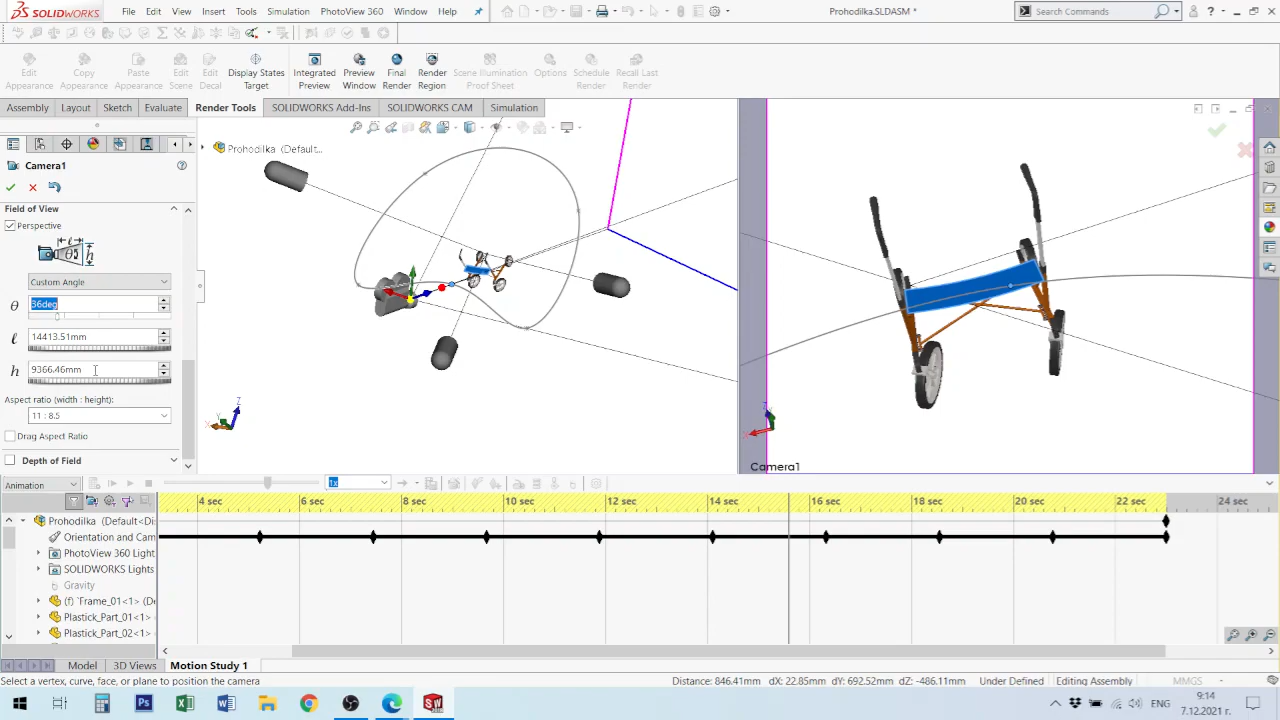 SOLIDWORKS File Edit View Insert Tools Simulation PhotoView 360 Window Help Prohodilka.SLDASM * Search Commands
Edit Appearance Copy Appearance Paste Appearance Edit Scene Edit Decal Display States Target Integrated Preview Preview Window Final Render Render Region Scene Illumination Proof Sheet Options Schedule Render Recall Last Render
Assembly Layout Sketch Evaluate Render Tools SOLIDWORKS Add-Ins SOLIDWORKS CAM Simulation
Prohodilka (Default...
Camera1
Field of View
Perspective
Custom Angle
θ 36deg
ℓ 14413.51mm
h 9366.46mm
Aspect ratio (width : height):
11 : 8.5
Drag Aspect Ratio
Depth of Field
Z
Camera1
Animation 1x
4 sec 6 sec 8 sec 10 sec 12 sec 14 sec 16 sec 18 sec 20 sec 22 sec 24 sec
Prohodilka (Default<Di
Orientation and Cam
PhotoView 360 Light
SOLIDWORKS Lights
Gravity
(f) `Frame_01<1> (De
Plastick_Part_01<1>
Plastick_Part_02<1>
Model 3D Views Motion Study 1
Select a vertex, curve, face, or plane to position the camera Distance: 846.41mm dX: 22.85mm dY: 692.52mm dZ: -486.11mm Under Defined Editing Assembly MMGS
ENG 9:14
7.12.2021 г.